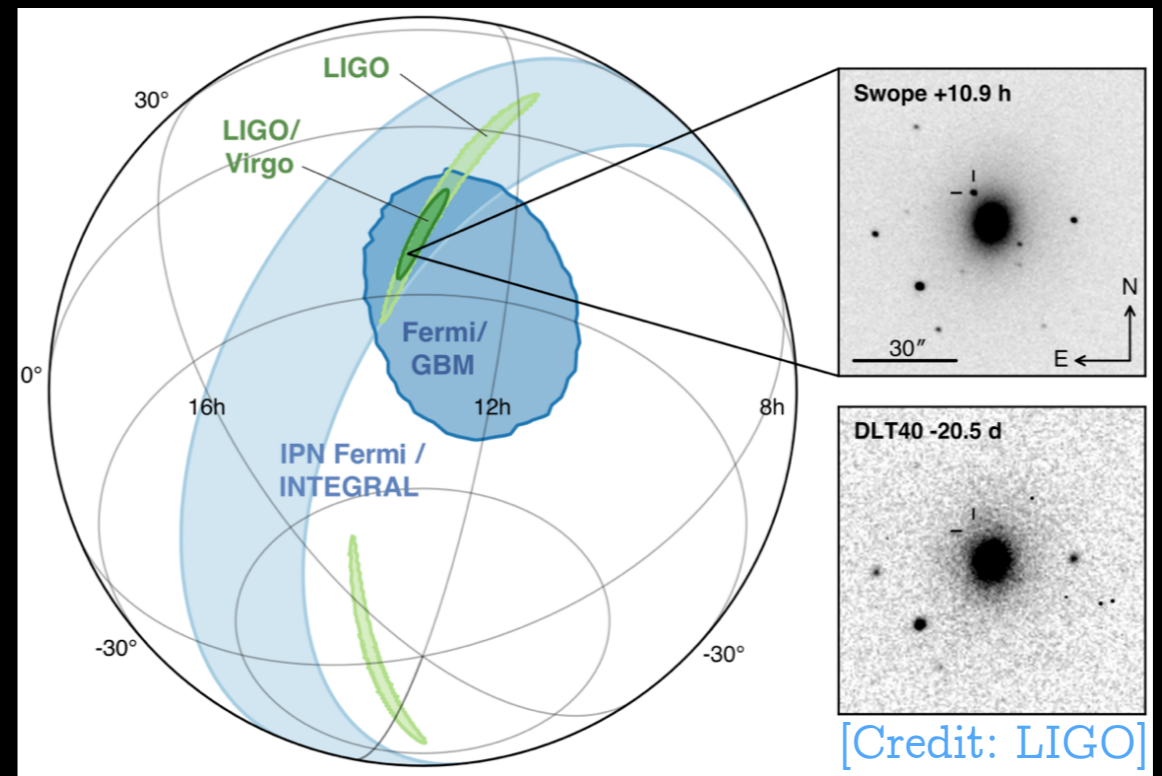 LIGO
30°
LIGO/
Virgo
Swope +10.9 h
N
E
30″
Fermi/
GBM
0°
16h
12h
8h
DLT40 -20.5 d
IPN Fermi /
INTEGRAL
-30°
-30°
[Credit: LIGO]